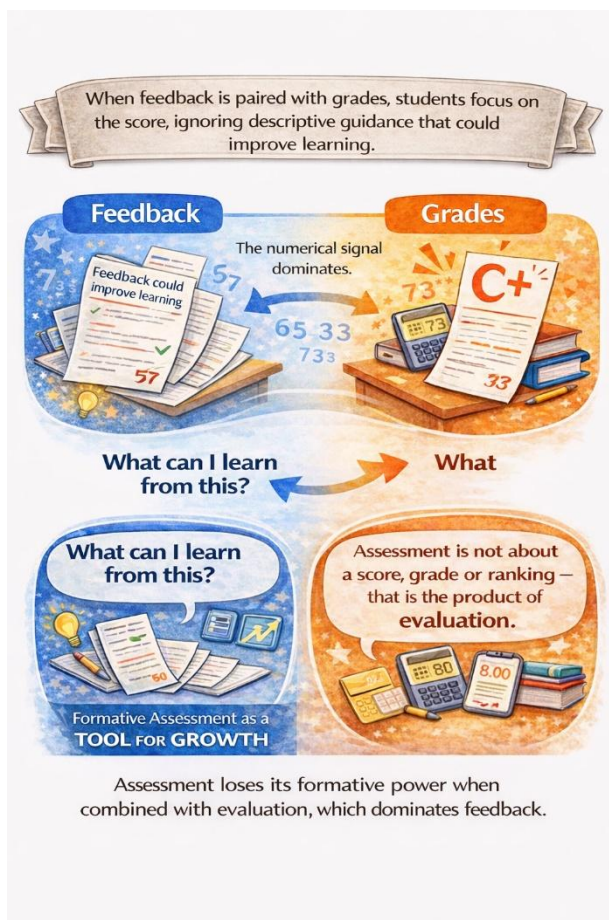 When feedback is paired with grades, students focus on
the score, ignoring descriptive guidance that could
improve learning.
Feedback
Grades
The numerical signal
dominates.
73
57
Feedback could
improve learning
57
65 33
733
73
73
C+
33
What can I learn
from this?
What
What can I learn
from this?
60
Formative Assessment as a
TOOL FOR GROWTH
Assessment is not about
a score, grade or ranking —
that is the product of
evaluation.
80
8.00
Assessment loses its formative power when
combined with evaluation, which dominates feedback.